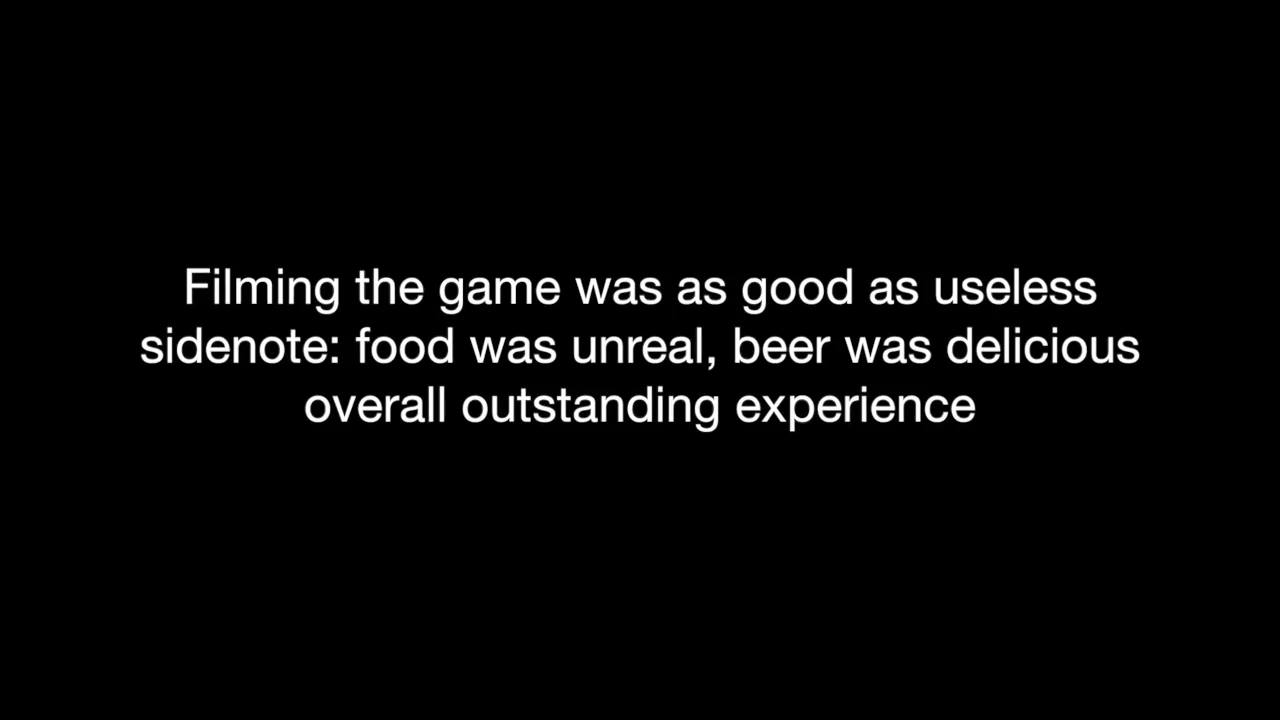 Filming the game was as good as useless
sidenote: food was unreal, beer was delicious
overall outstanding experience